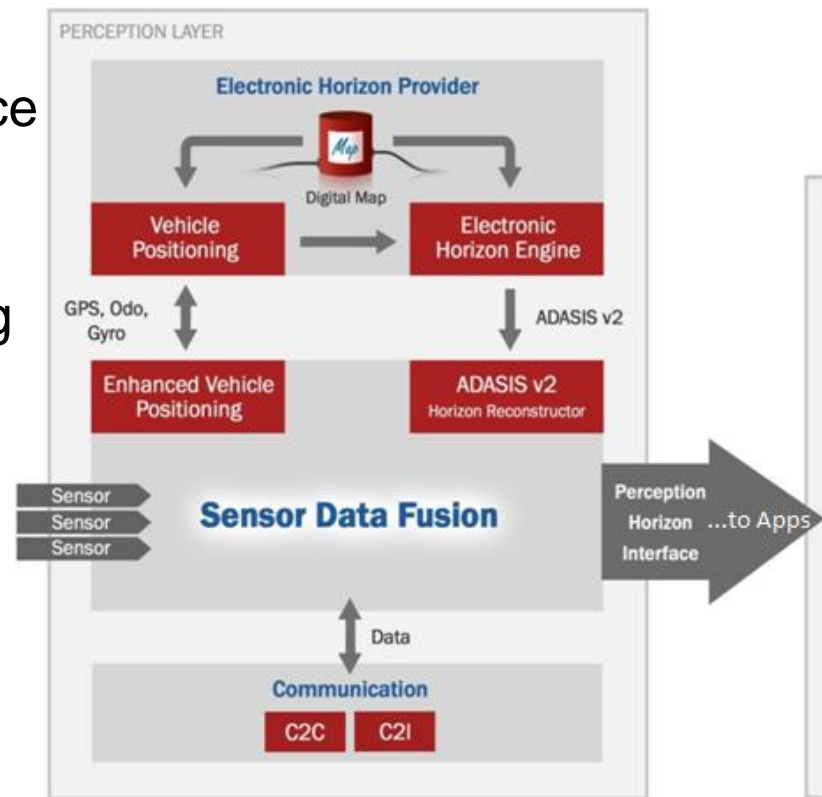 PERCEPTION LAYER
ce
Electronic Horizon Provider
Map
Digital Map
Vehicle
Positioning
Electronic
Horizon Engine
g
GPS, Odo,
Gyro
ADASIS v2
Enhanced Vehicle
Positioning
ADASIS v2
Horizon Reconstructor
Sensor
Sensor
Sensor
Sensor Data Fusion
Perception
Horizon ...to Apps
Interface
Data
Communication
C2C
C2I